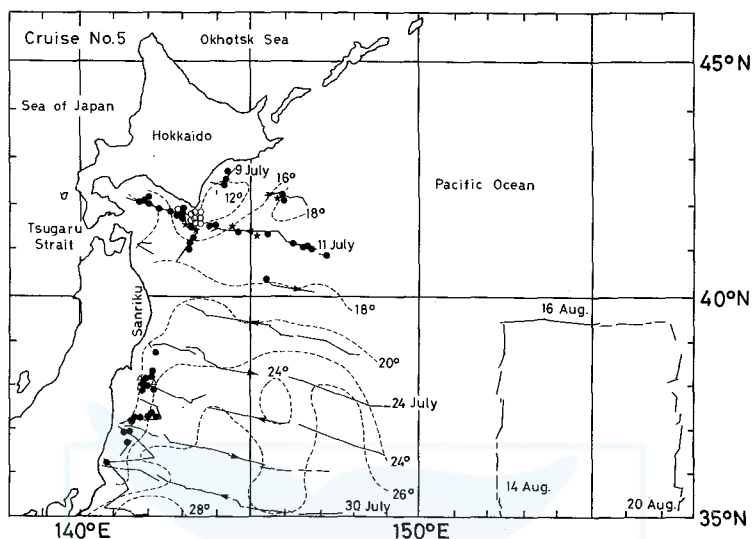 Cruise No.5
Okhotsk Sea
45°N
Sea of Japan
Hokkaido
9 July
16°
12°
18°
Pacific Ocean
Tsugaru
Strait
11 July
40°N
18°
16 Aug.
Sanriku
20°
24°
24 July
24°
26°
14 Aug.
20 Aug.
28°
30 July
35°N
140°E
150°E